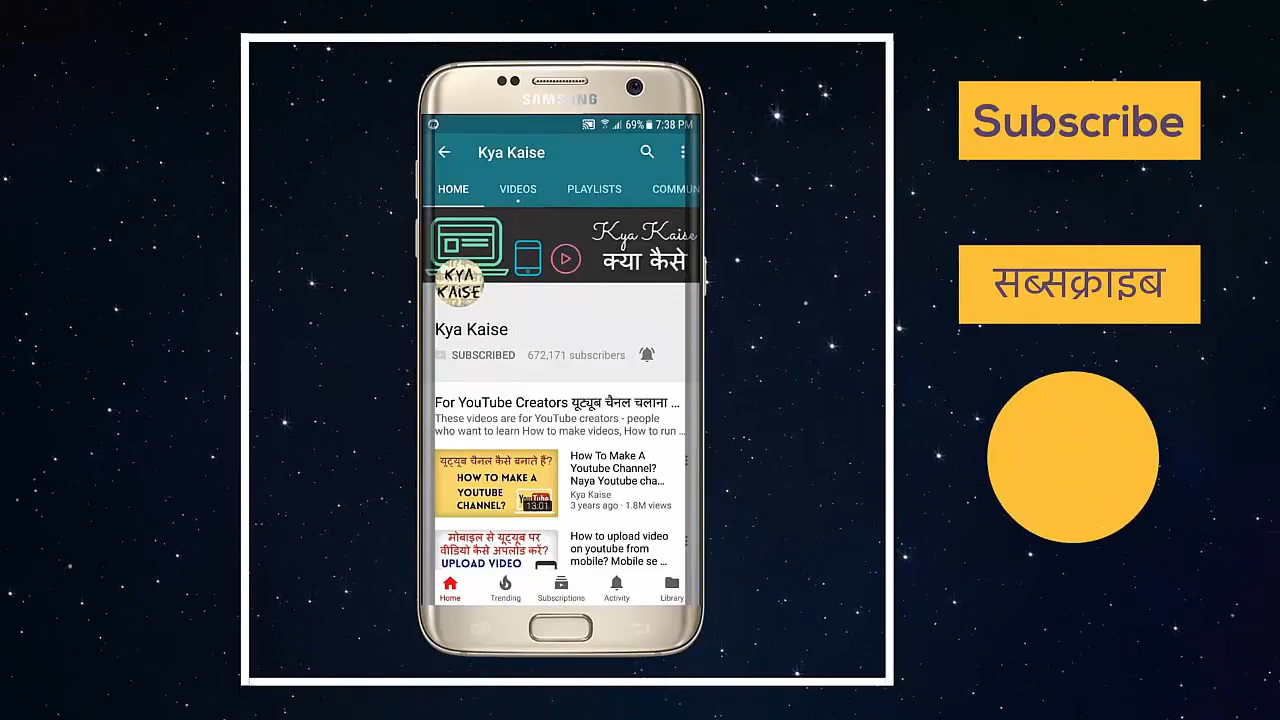 SAMSUNG
69% 7:38 PM
Kya Kaise
HOME VIDEOS PLAYLISTS COMMUN
Kya Kaise
क्या कैसे
KYA
KAISE
Kya Kaise
SUBSCRIBED 672,171 subscribers
For YouTube Creators यूट्यूब चैनल चलाना ...
These videos are for YouTube creators - people
who want to learn How to make videos, How to run ...
यूट्यूब चैनल कैसे बनाते हैं?
HOW TO MAKE A
YOUTUBE
CHANNEL?
YouTube
13:01
How To Make A
Youtube Channel?
Naya Youtube cha...
Kya Kaise
3 years ago · 1.8M views
मोबाइल से यूट्यूब पर
वीडियो कैसे अपलोड करें?
UPLOAD VIDEO
How to upload video
on youtube from
mobile? Mobile se ...
Home Trending Subscriptions Activity Library
Subscribe
सब्सक्राइब